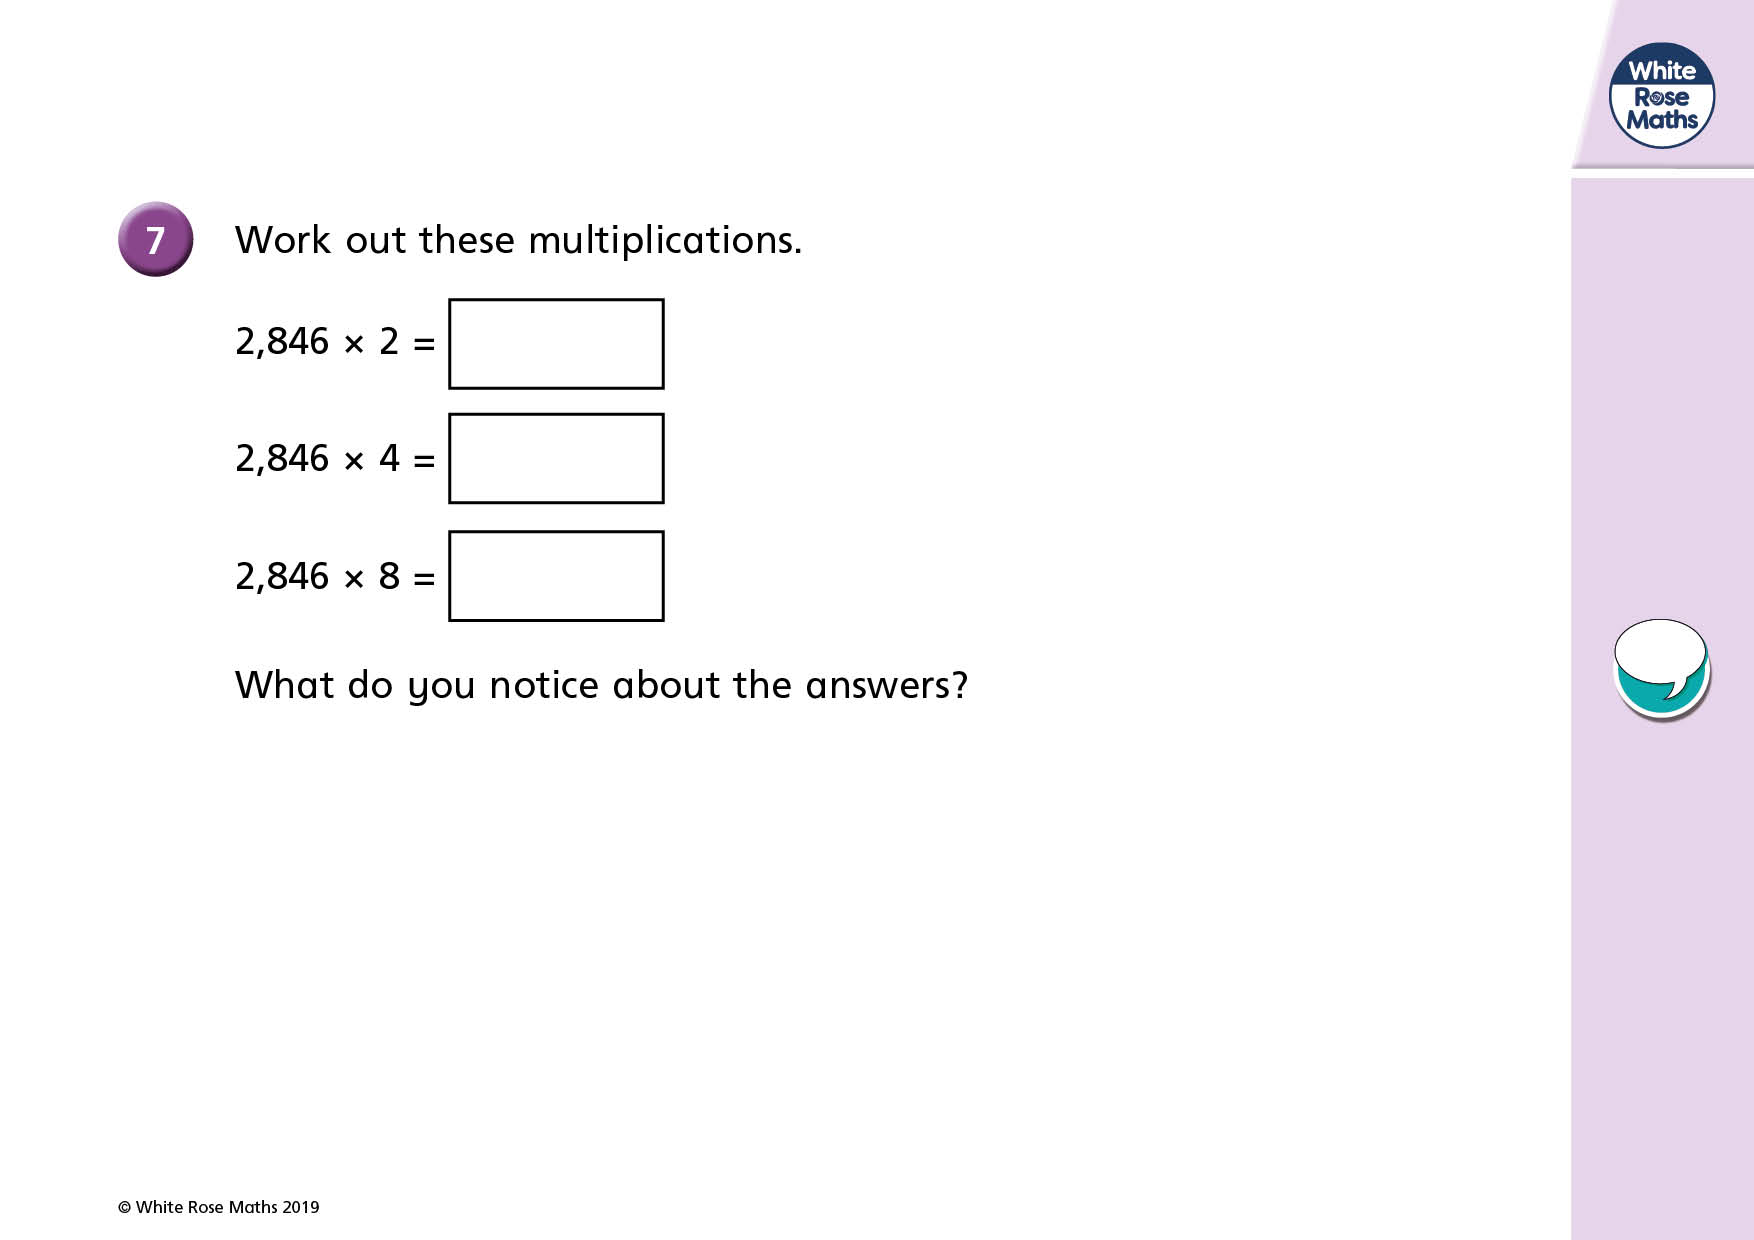 White
Rose
Maths
7 Work out these multiplications.
2,846 × 2 =
2,846 × 4 =
2,846 × 8 =
What do you notice about the answers?
© White Rose Maths 2019